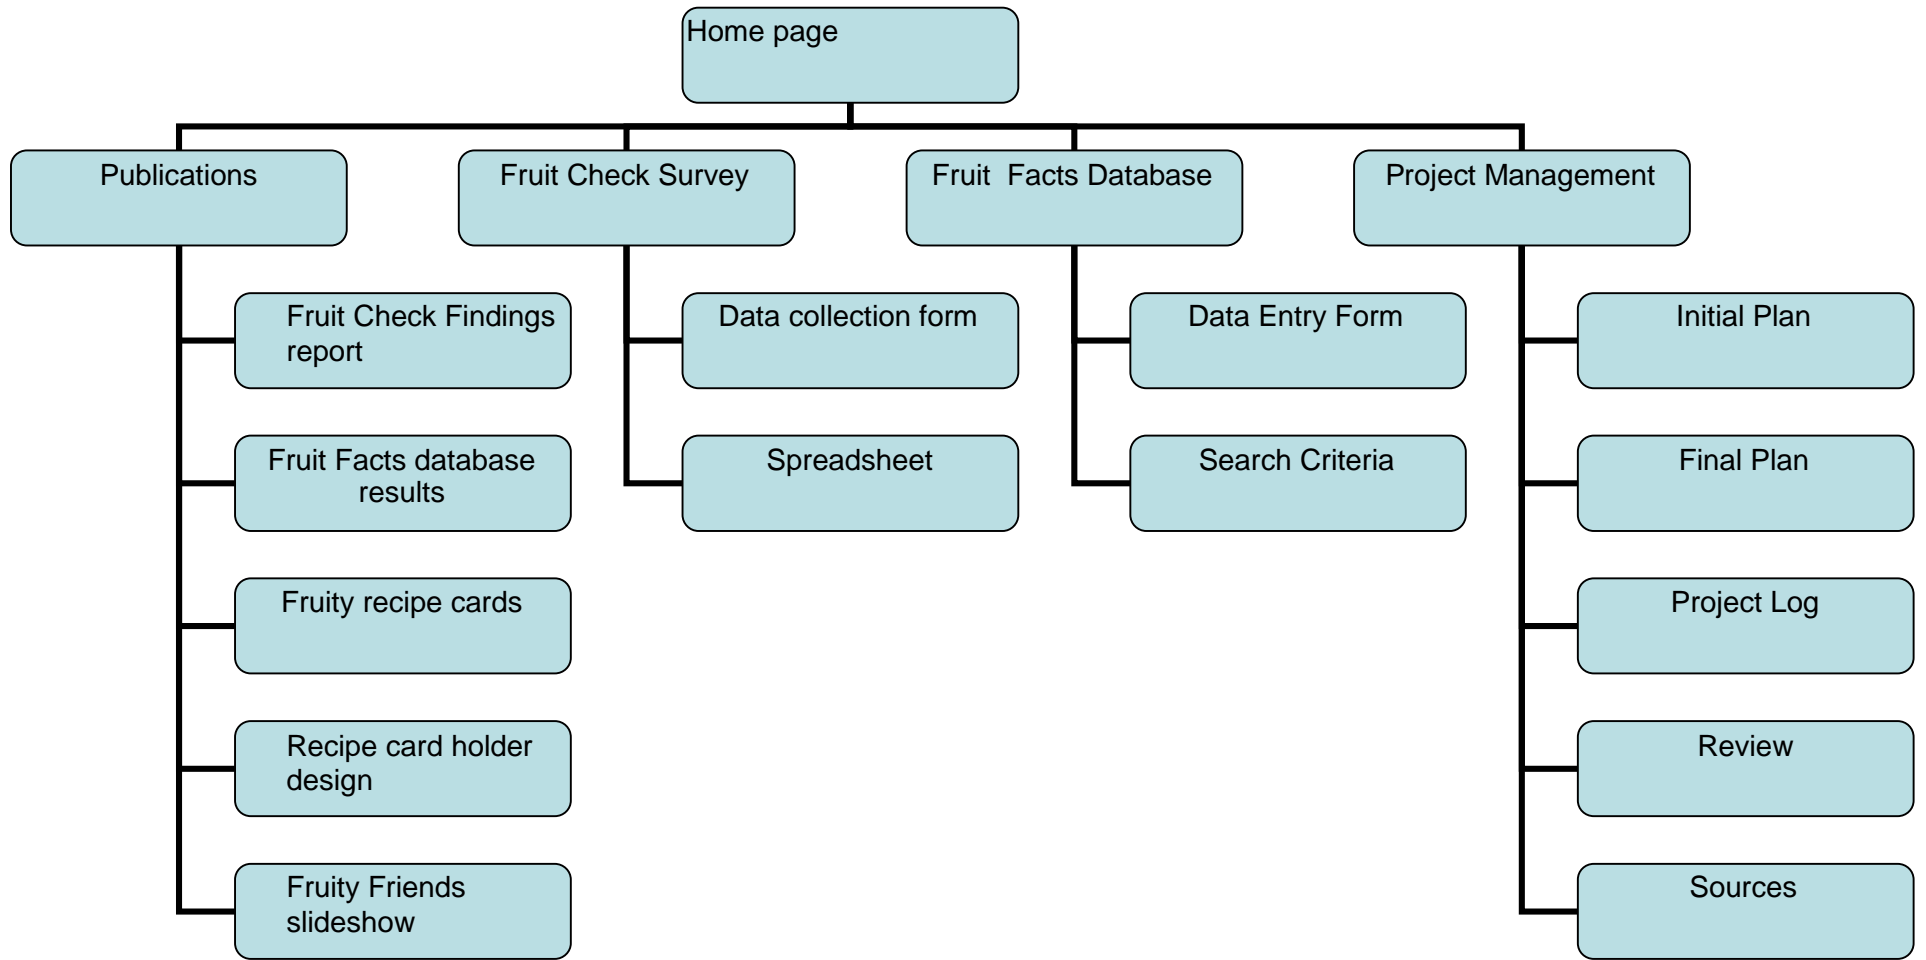 Home page
Publications
Fruit Check Survey
Fruit  Facts Database
Project Management
Fruit Check Findings
report
Data collection form
Data Entry Form
Initial Plan
Fruit Facts database
results
Spreadsheet
Search Criteria
Final Plan
Fruity recipe cards
Project Log
Recipe card holder
design
Review
Fruity Friends
slideshow
Sources